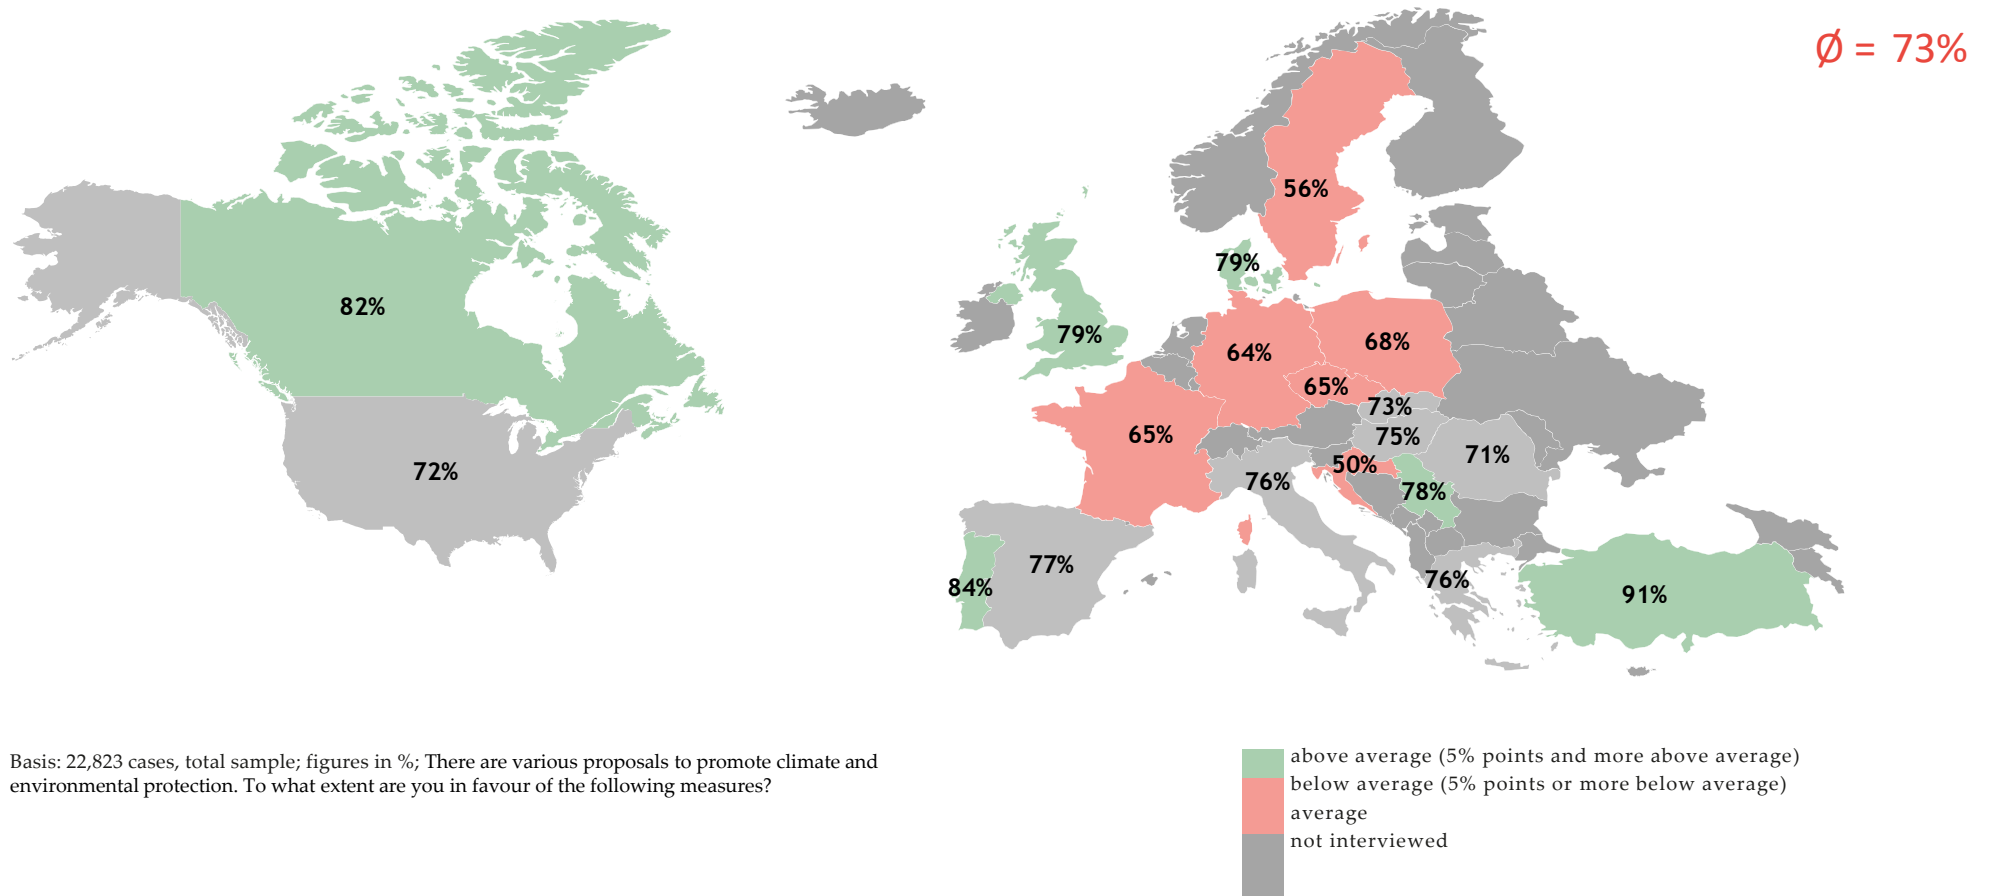 Ø = 73%
56%
79%
82%
79%
68%
64%
65%
73%
65%
75%
71%
50%
72%
76%
78%
77%
76%
84%
91%
Basis: 22,823 cases, total sample; figures in %; There are various proposals to promote climate and
environmental protection. To what extent are you in favour of the following measures?
above average (5% points and more above average)
below average (5% points or more below average)
average
not interviewed